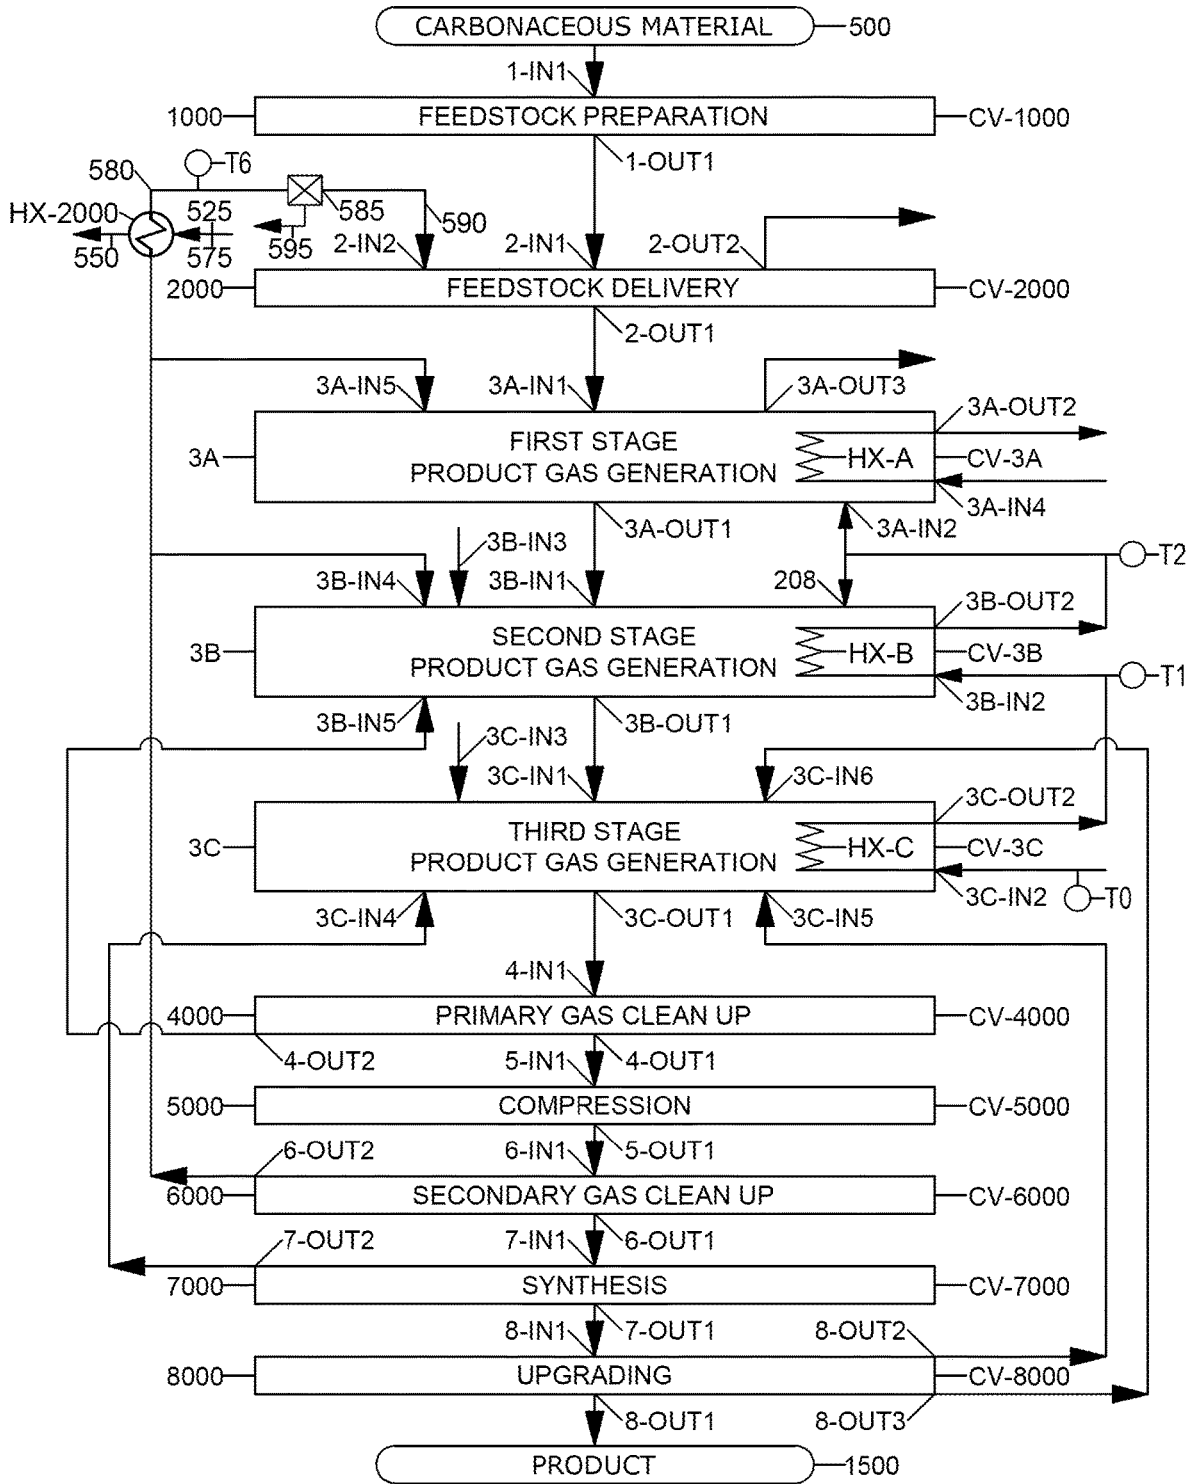 CARBONACEOUS MATERIAL 500
1-IN1
1000 FEEDSTOCK PREPARATION CV-1000
1-OUT1
580 T6
HX-2000 525 585 590
550 575 595 2-IN2 2-IN1 2-OUT2
2000 FEEDSTOCK DELIVERY CV-2000
2-OUT1
3A-IN5 3A-IN1 3A-OUT3
3A-OUT2
3A FIRST STAGE
PRODUCT GAS GENERATION HX-A CV-3A
3A-IN4
3A-OUT1 3A-IN2
3B-IN3 T2
3B-IN4 3B-IN1 208
3B-OUT2
3B SECOND STAGE
PRODUCT GAS GENERATION HX-B CV-3B
T1
3B-IN2
3B-IN5 3B-OUT1
3C-IN3
3C-IN1 3C-IN6
3C-OUT2
3C THIRD STAGE
PRODUCT GAS GENERATION HX-C CV-3C
3C-IN2 T0
3C-IN4 3C-OUT1 3C-IN5
4-IN1
4000 PRIMARY GAS CLEAN UP CV-4000
4-OUT2 5-IN1 4-OUT1
5000 COMPRESSION CV-5000
6-OUT2 6-IN1 5-OUT1
6000 SECONDARY GAS CLEAN UP CV-6000
7-OUT2 7-IN1 6-OUT1
7000 SYNTHESIS CV-7000
8-IN1 7-OUT1 8-OUT2
8000 UPGRADING CV-8000
8-OUT1 8-OUT3
PRODUCT 1500